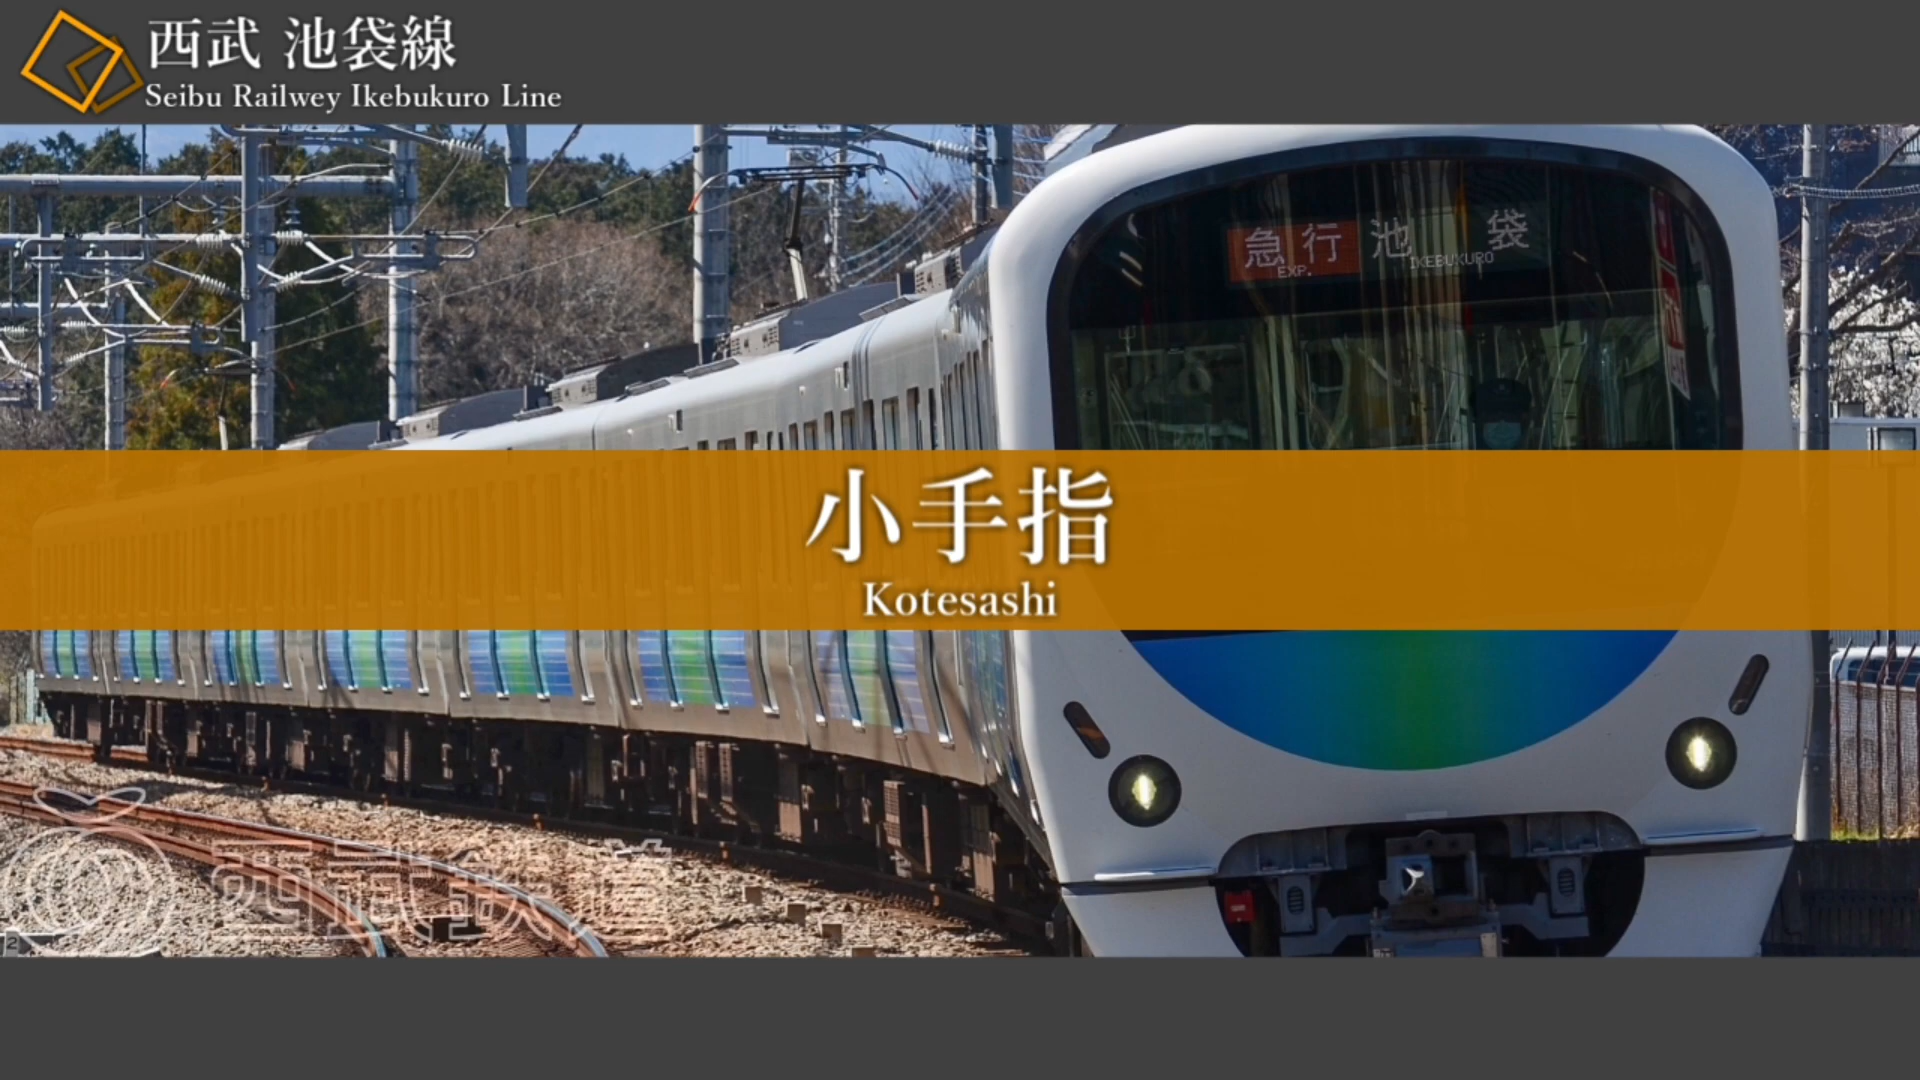 西武 池袋線
Seibu Railwey Ikebukuro Line
急行 池 袋
EXP. IKEBUKURO
小手指
Kotesashi
西武鉄道
2